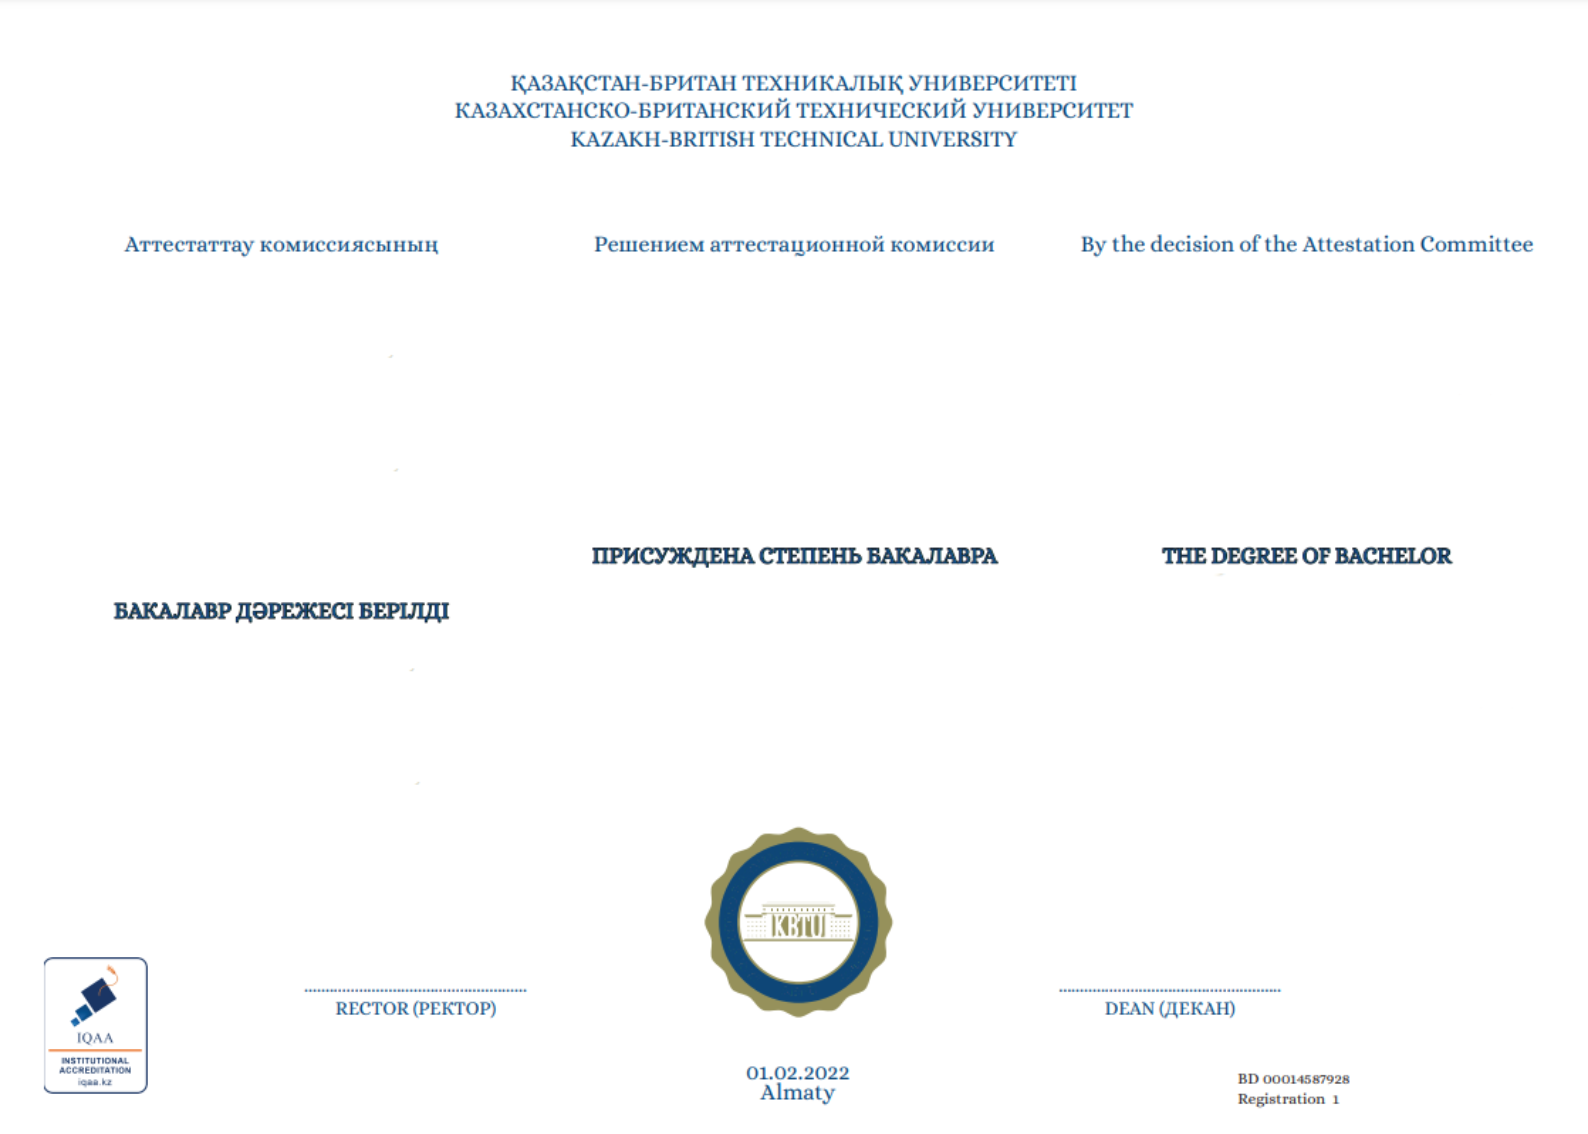 ҚАЗАҚСТАН-БРИТАН ТЕХНИКАЛЫҚ УНИВЕРСИТЕТІ
КАЗАХСТАНСКО-БРИТАНСКИЙ ТЕХНИЧЕСКИЙ УНИВЕРСИТЕТ
KAZAKH-BRITISH TECHNICAL UNIVERSITY
Аттестаттау комиссиясының
Решением аттестационной комиссии
By the decision of the Attestation Committee
ПРИСУЖДЕНА СТЕПЕНЬ БАКАЛАВРА
THE DEGREE OF BACHELOR
БАКАЛАВР ДӘРЕЖЕСІ БЕРІЛДІ
KBTU
IQAA
INSTITUTIONAL
ACCREDITATION
iqaa.kz
RECTOR (РЕКТОР)
DEAN (ДЕКАН)
01.02.2022
Almaty
BD 00014587928
Registration 1